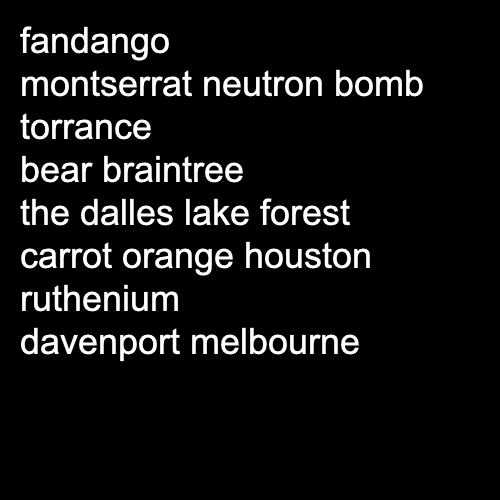 fandango
montserrat neutron bomb
torrance
bear braintree
the dalles lake forest
carrot orange houston
ruthenium
davenport melbourne